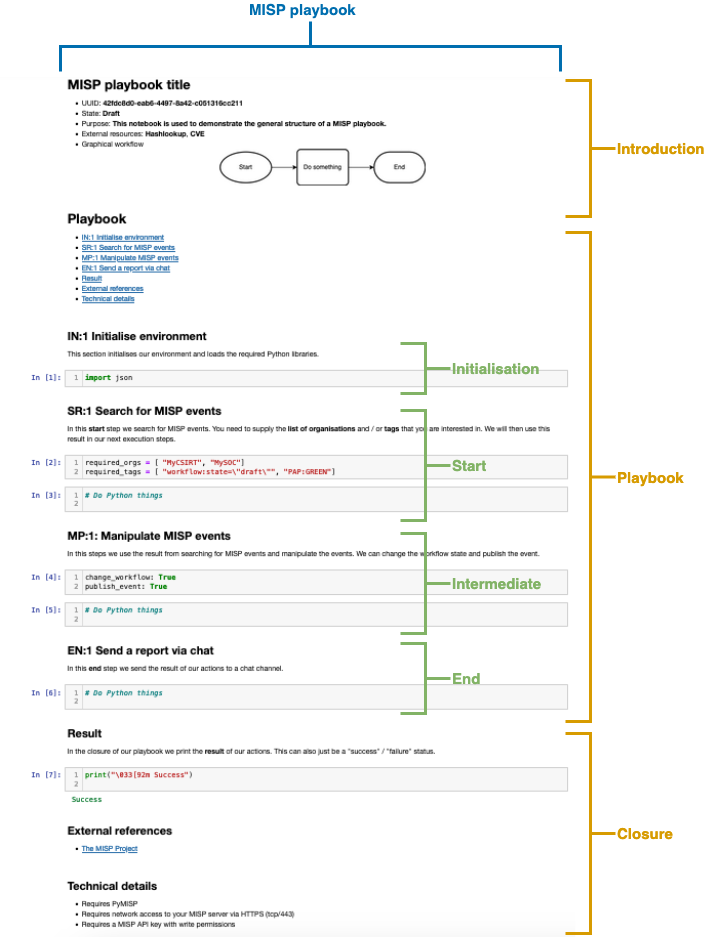 MISP playbook
MISP playbook title
UUID: 42fdc8d0-eab6-4497-8a42-c051316cc211
State: Draft
Purpose: This notebook is used to demonstrate the general structure of a MISP playbook.
External resources: Hashlookup, CVE
Graphical workflow
Start
Do something
End
Introduction
Playbook
IN:1 Initialise environment
SR:1 Search for MISP events
MP:1 Manipulate MISP events
EN:1 Send a report via chat
Result
External references
Technical details
IN:1 Initialise environment
This section initialises our environment and loads the required Python libraries.
Initialisation
In [1]: 1 import json
SR:1 Search for MISP events
In this start step we search for MISP events. You need to supply the list of organisations and / or tags that you are interested in. We will then use this
result in our next execution steps.
In [2]: 1 required_orgs = [ "MyCSIRT", "MySOC"]
2 required_tags = [ "workflow:state=\"draft\"", "PAP:GREEN"]
Start
Playbook
In [3]: 1 # Do Python things
2
MP:1: Manipulate MISP events
In this steps we use the result from searching for MISP events and manipulate the events. We can change the workflow state and publish the event.
In [4]: 1 change_workflow: True
2 publish_event: True
Intermediate
In [5]: 1 # Do Python things
2
EN:1 Send a report via chat
In this end step we send the result of our actions to a chat channel.
End
In [6]: 1 # Do Python things
2
Result
In the closure of our playbook we print the result of our actions. This can also just be a "success" / "failure" status.
In [7]: 1 print("\033[92m Success")
2
Success
External references
Closure
The MISP Project
Technical details
Requires PyMISP
Requires network access to your MISP server via HTTPS (tcp/443)
Requires a MISP API key with write permissions